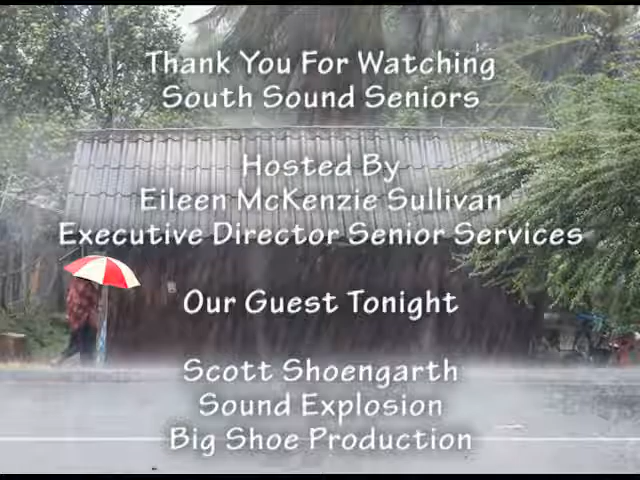 Thank You For Watching
South Sound Seniors
Hosted By
Eileen McKenzie Sullivan
Executive Director Senior Services
Our Guest Tonight
Scott Shoengarth
Sound Explosion
Big Shoe Production